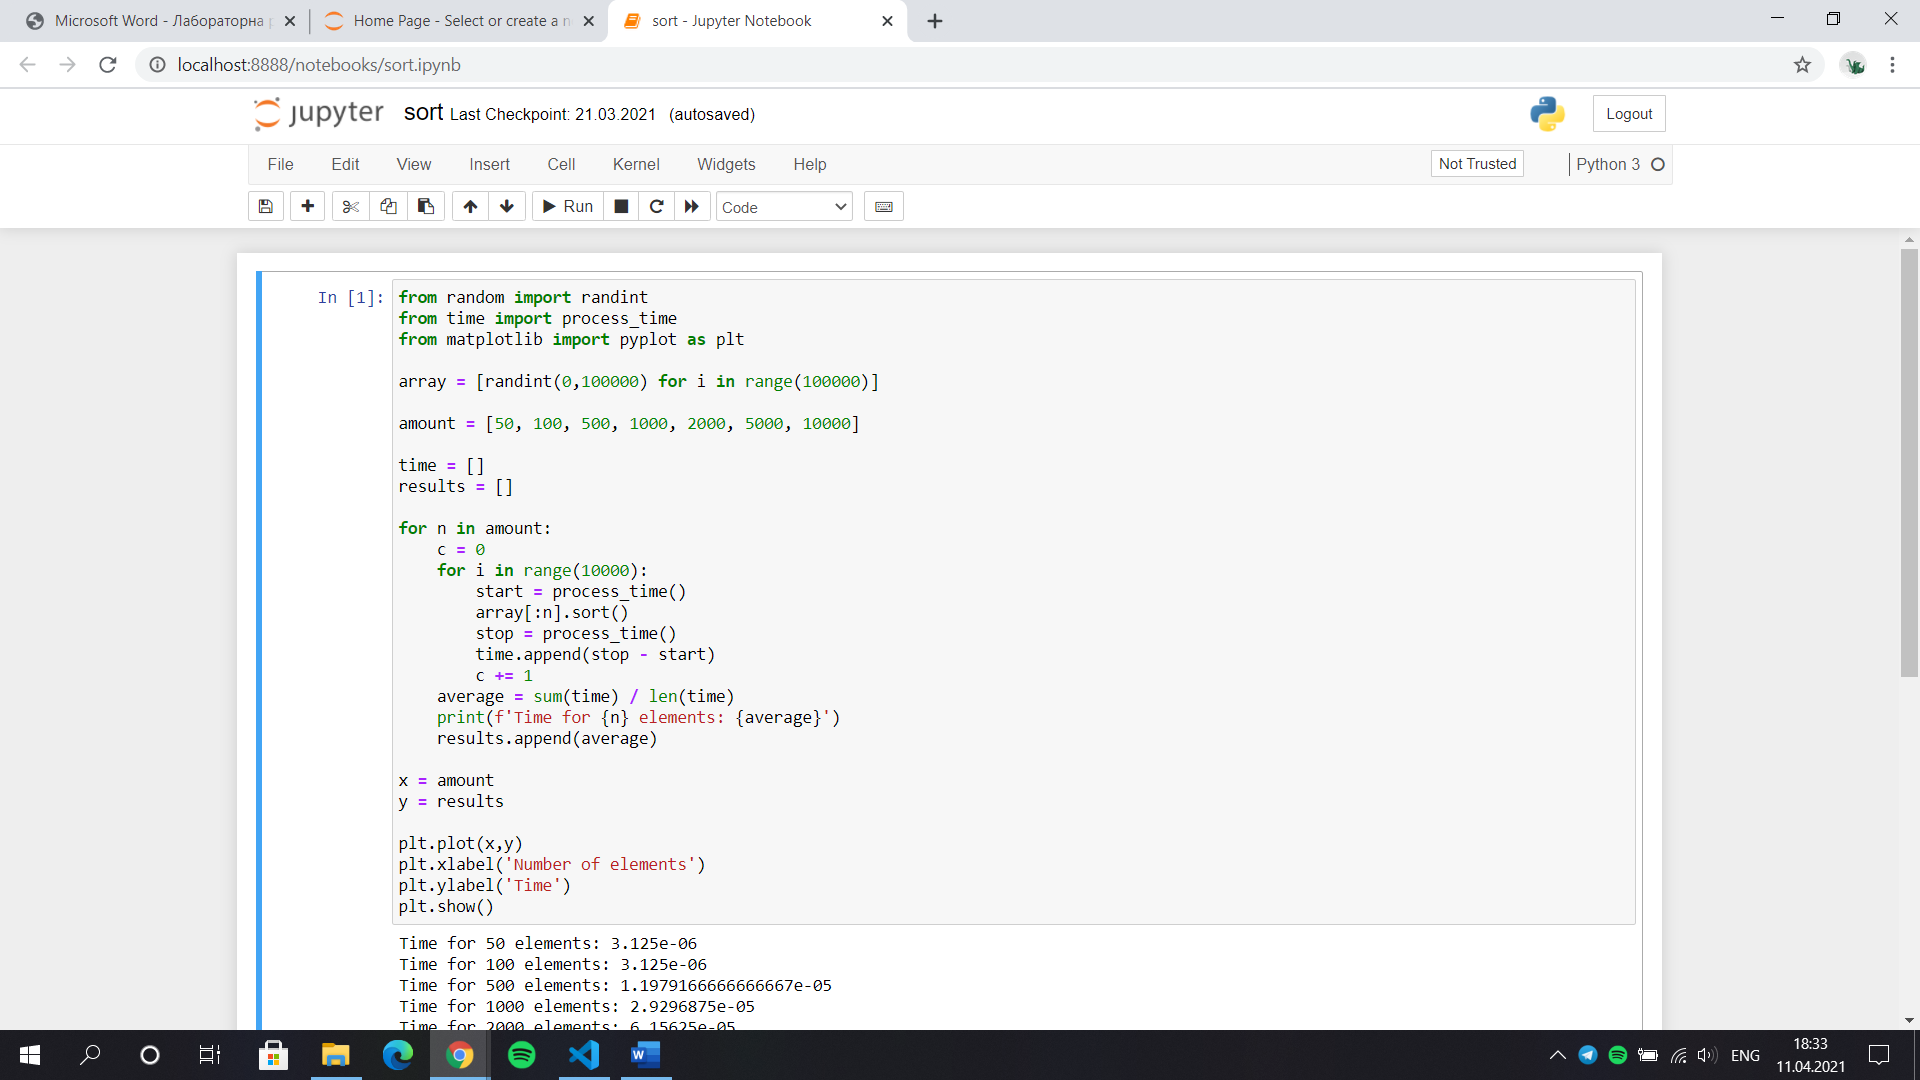 Microsoft Word - Лабораторна р
Home Page - Select or create a n
sort - Jupyter Notebook
localhost:8888/notebooks/sort.ipynb
jupyter sort Last Checkpoint: 21.03.2021 (autosaved)
Logout
File Edit View Insert Cell Kernel Widgets Help
Not Trusted
Python 3
Run
Code
In [1]:
from random import randint
from time import process_time
from matplotlib import pyplot as plt
array = [randint(0,100000) for i in range(100000)]
amount = [50, 100, 500, 1000, 2000, 5000, 10000]
time = []
results = []
for n in amount:
    c = 0
    for i in range(10000):
        start = process_time()
        array[:n].sort()
        stop = process_time()
        time.append(stop - start)
        c += 1
    average = sum(time) / len(time)
    print(f'Time for {n} elements: {average}')
    results.append(average)
x = amount
y = results
plt.plot(x,y)
plt.xlabel('Number of elements')
plt.ylabel('Time')
plt.show()
Time for 50 elements: 3.125e-06
Time for 100 elements: 3.125e-06
Time for 500 elements: 1.1979166666666667e-05
Time for 1000 elements: 2.9296875e-05
Time for 2000 elements: 6.15625e-05
W
ENG
18:33
11.04.2021